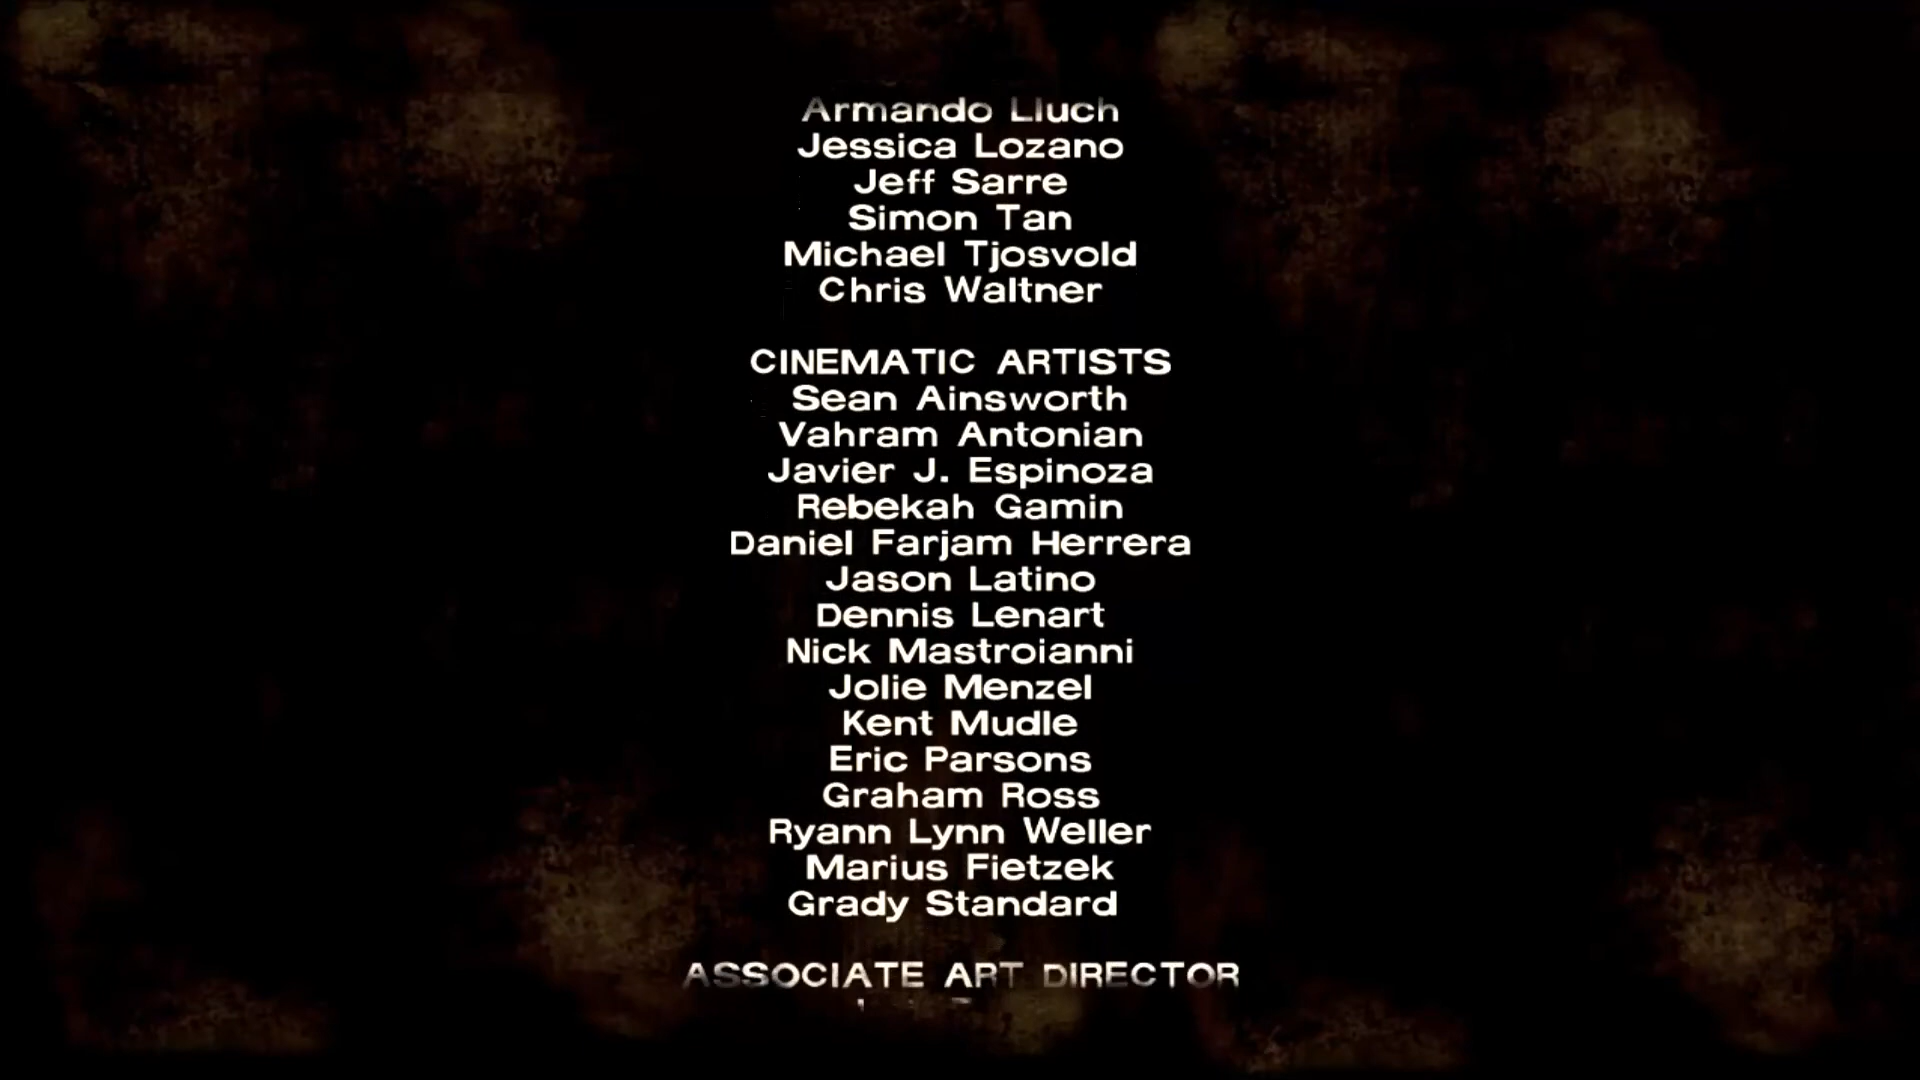 Armando Lluch
Jessica Lozano
Jeff Sarre
Simon Tan
Michael Tjosvold
Chris Waltner
CINEMATIC ARTISTS
Sean Ainsworth
Vahram Antonian
Javier J. Espinoza
Rebekah Gamin
Daniel Farjam Herrera
Jason Latino
Dennis Lenart
Nick Mastroianni
Jolie Menzel
Kent Mudle
Eric Parsons
Graham Ross
Ryann Lynn Weller
Marius Fietzek
Grady Standard
ASSOCIATE ART DIRECTOR